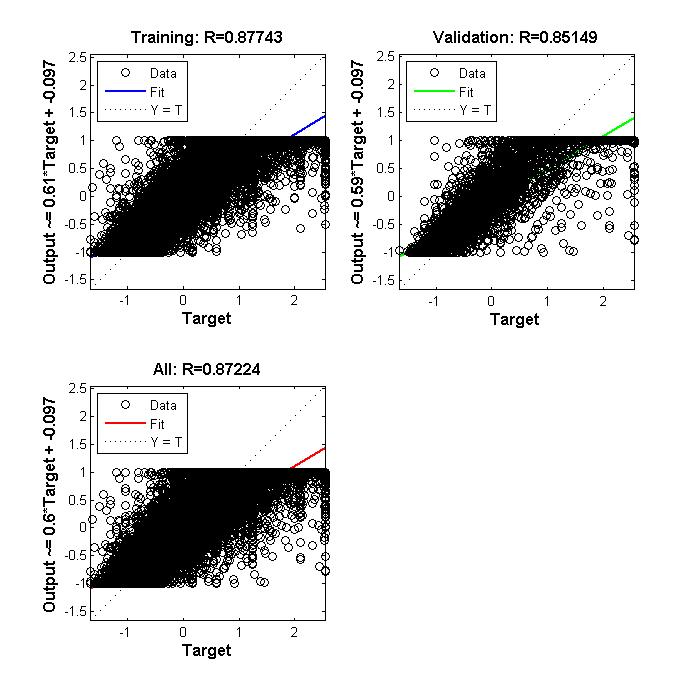 Training: R=0.87743
Output ~= 0.61*Target + -0.097
2.5
2
1.5
1
0.5
0
-0.5
-1
-1.5
Data
Fit
Y = T
-1
0
1
2
Target
Validation: R=0.85149
Output ~= 0.59*Target + -0.097
2.5
2
1.5
1
0.5
0
-0.5
-1
-1.5
Data
Fit
Y = T
-1
0
1
2
Target
All: R=0.87224
Output ~= 0.6*Target + -0.097
2.5
2
1.5
1
0.5
0
-0.5
-1
-1.5
Data
Fit
Y = T
-1
0
1
2
Target